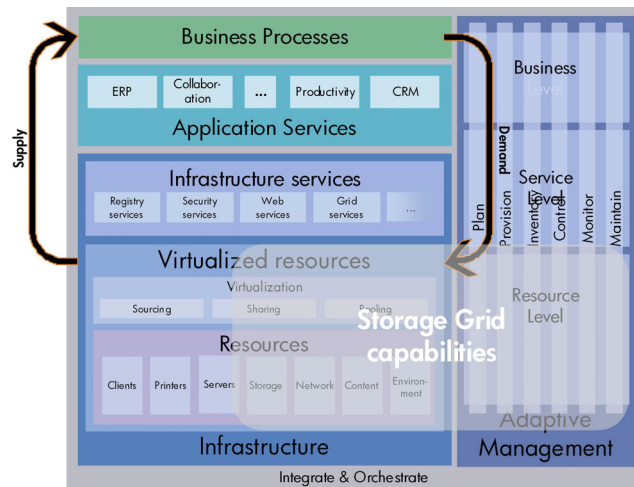 Business Processes
ERP
Collabor-
ation
...
Productivity
CRM
Application Services
Supply
Demand
Infrastructure services
Registry
services
Security
services
Web
services
Grid
services
...
Virtualized resources
Virtualization
Sourcing
Sharing
Pooling
Storage Grid
capabilities
Resources
Clients
Printers
Servers
Storage
Network
Content
Environ-
ment
Infrastructure
Business
Level
Service
Level
Plan
Provision
Inventory
Control
Monitor
Maintain
Resource
Level
Adaptive
Management
Integrate & Orchestrate